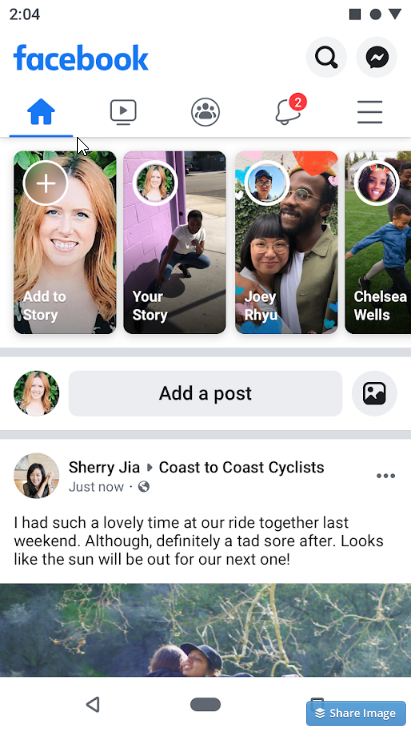 2:04
facebook
2
Add to
Story
Your
Story
Joey
Rhyu
Chelsea
Wells
Add a post
Sherry Jia Coast to Coast Cyclists
Just now ·
I had such a lovely time at our ride together last
weekend. Although, definitely a tad sore after. Looks
like the sun will be out for our next one!
Share Image